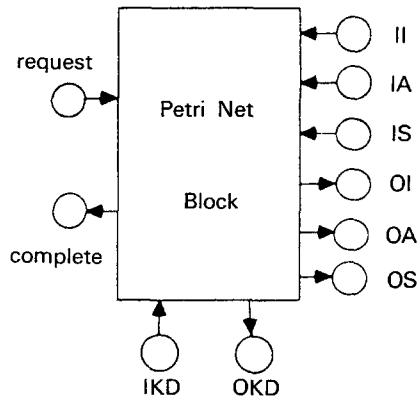 request
complete
Petri Net
Block
II
IA
IS
OI
OA
OS
IKD
OKD